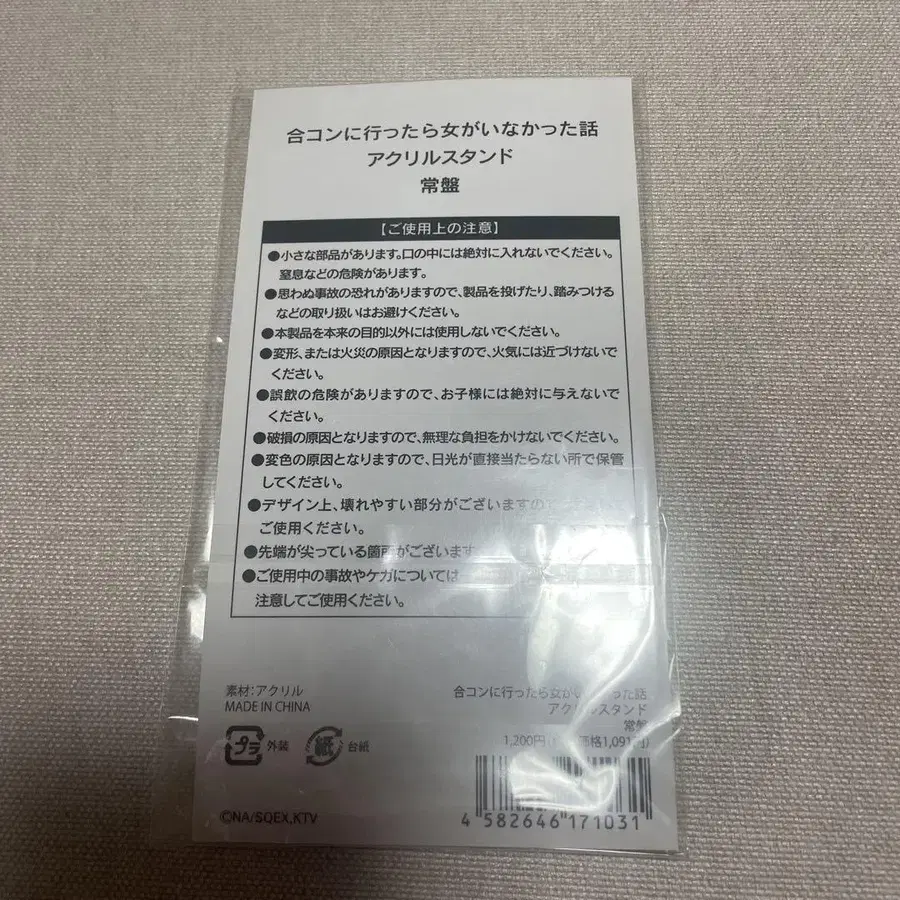 合コンに行ったら女がいなかった話
アクリルスタンド
常盤
【ご使用上の注意】
●小さな部品があります。口の中には絶対に入れないでください。
窒息などの危険があります。
●思わぬ事故の恐れがありますので、製品を投げたり、踏みつける
などの取り扱いはお避けください。
●本製品を本来の目的以外には使用しないでください。
●変形、または火災の原因となりますので、火気には近づけないで
ください。
●誤飲の危険がありますので、お子様には絶対に与えないで
ください。
●破損の原因となりますので、無理な負担をかけないでください。
●変色の原因となりますので、日光が直接当たらない所で保管
してください。
●デザイン上、壊れやすい部分がございますので
ご使用ください。
●先端が尖っている箇所がございます
●ご使用中の事故やケガについては
注意してご使用ください。
素材:アクリル
MADE IN CHINA
プラ 外装
紙 台紙
©NA/SQEX,KTV
合コンに行ったら女がいなかった話
アクリルスタンド
常盤
1,200円 価格1,091円)
4 582646 171031